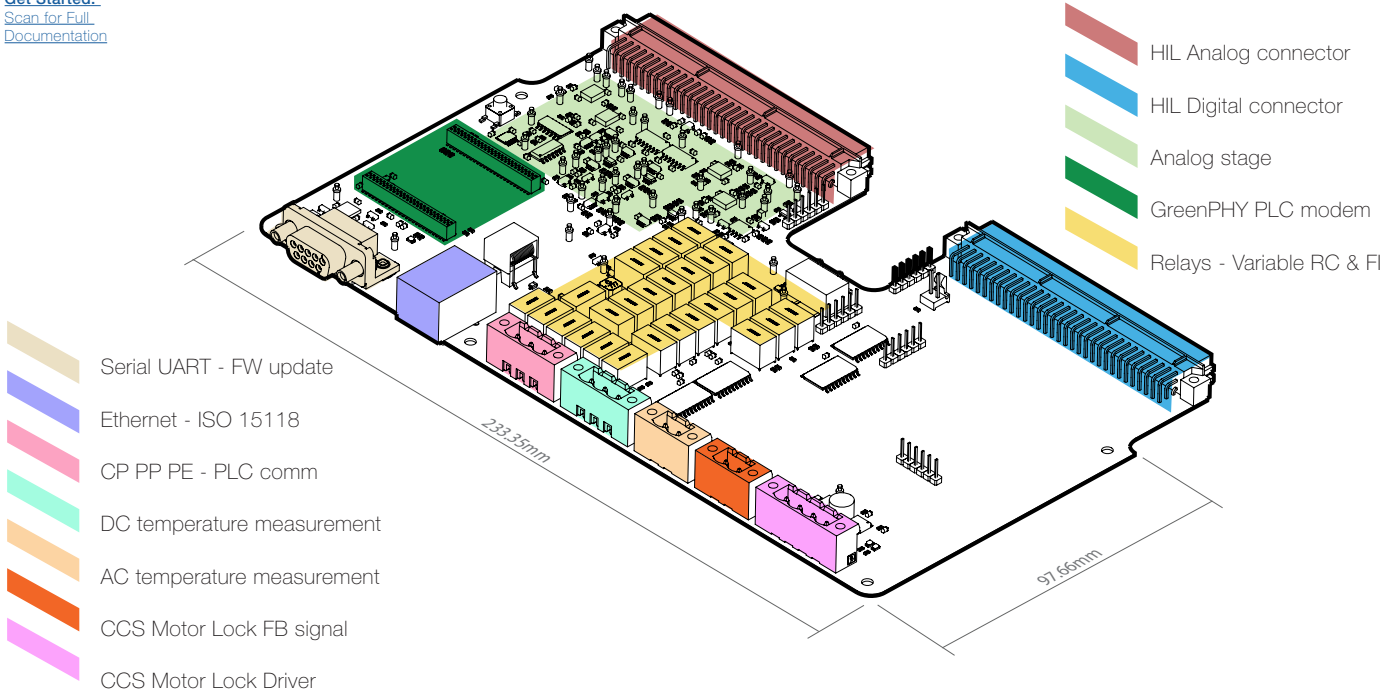 Get Started:
Scan for Full
Documentation
HIL Analog connector
HIL Digital connector
Analog stage
GreenPHY PLC modem
Relays - Variable RC & FI
Serial UART - FW update
Ethernet - ISO 15118
CP PP PE - PLC comm
DC temperature measurement
AC temperature measurement
CCS Motor Lock FB signal
CCS Motor Lock Driver
233.35mm
97.66mm